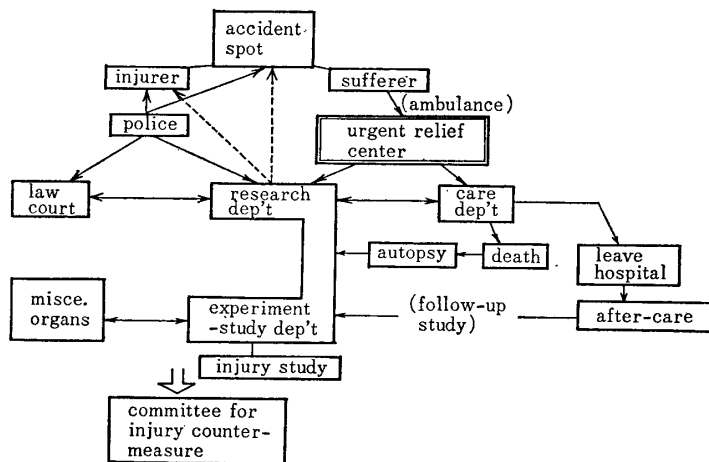 accident
spot
injurer
sufferer
(ambulance)
police
urgent relief
center
law
court
research
dep't
care
dep't
autopsy
death
leave
hospital
misce.
organs
experiment
-study dep't
(follow-up
study)
after-care
injury study
committee for
injury counter-
measure